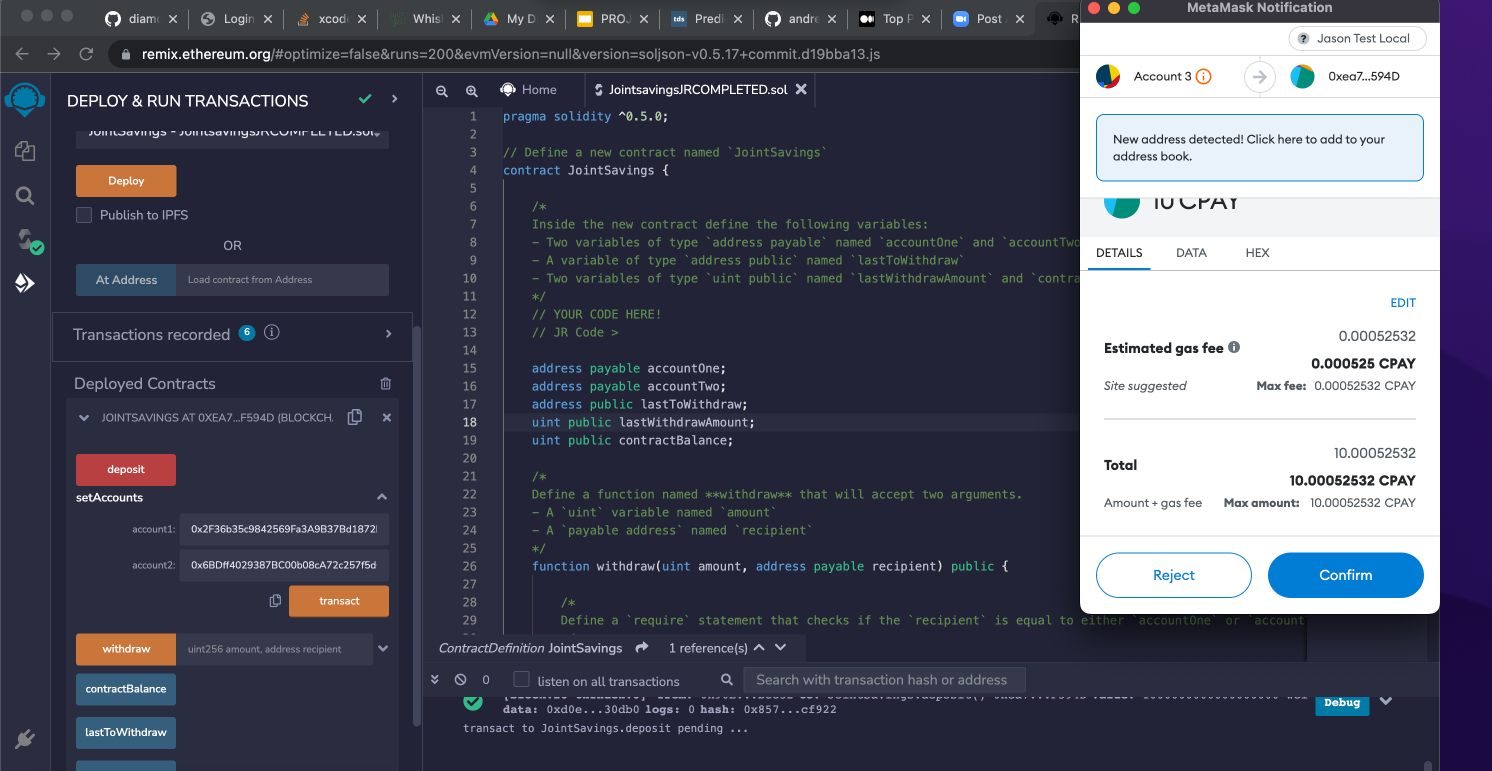 diamo
Login
xcode
Whis
My D
PROJ
tds
Predi
andre
Top P
Post
R
remix.ethereum.org/#optimize=false&runs=200&evmVersion=null&version=soljson-v0.5.17+commit.d19bba13.js
DEPLOY & RUN TRANSACTIONS
JointSavings - JointsavingsJRCOMPLETED.sol
Deploy
Publish to IPFS
OR
At Address
Load contract from Address
Transactions recorded 6 i
Deployed Contracts
JOINTSAVINGS AT 0XEA7...F594D (BLOCKCH.
deposit
setAccounts
account1: 0x2F36b35c9842569Fa3A9B37Bd1872
account2: 0x6BDff4029387BC00b08cA72c257f5d
transact
withdraw
uint256 amount, address recipient
contractBalance
lastToWithdraw
Home
JointsavingsJRCOMPLETED.sol
1 pragma solidity ^0.5.0;
2
3 // Define a new contract named `JointSavings`
4 contract JointSavings {
5
6 /*
7 Inside the new contract define the following variables:
8 - Two variables of type `address payable` named `accountOne` and `accountTwo
9 - A variable of type `address public` named `lastToWithdraw`
10 - Two variables of type `uint public` named `lastWithdrawAmount` and `contra
11 */
12 // YOUR CODE HERE!
13 // JR Code >
14
15 address payable accountOne;
16 address payable accountTwo;
17 address public lastToWithdraw;
18 uint public lastWithdrawAmount;
19 uint public contractBalance;
20
21 /*
22 Define a function named **withdraw** that will accept two arguments.
23 - A `uint` variable named `amount`
24 - A `payable address` named `recipient`
25 */
26 function withdraw(uint amount, address payable recipient) public {
27
28 /*
29 Define a `require` statement that checks if the `recipient` is equal to either `accountOne` or `account
ContractDefinition JointSavings
1 reference(s)
0
listen on all transactions
Search with transaction hash or address
data: 0xd0e...30db0 logs: 0 hash: 0x857...cf922
Debug
transact to JointSavings.deposit pending ...
MetaMask Notification
? Jason Test Local
Account 3
0xea7...594D
New address detected! Click here to add to your
address book.
10 CPAY
DETAILS
DATA
HEX
EDIT
0.00052532
Estimated gas fee i
0.000525 CPAY
Site suggested
Max fee: 0.00052532 CPAY
10.00052532
Total
10.00052532 CPAY
Amount + gas fee
Max amount: 10.00052532 CPAY
Reject
Confirm